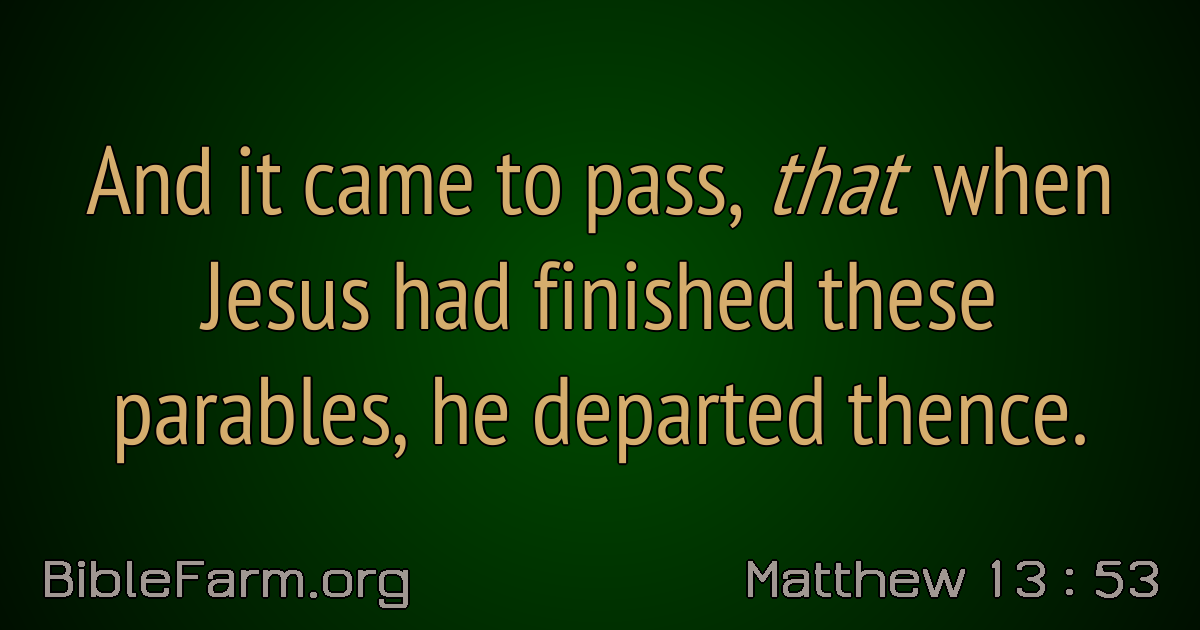 And it came to pass, that when
Jesus had finished these
parables, he departed thence.
BibleFarm.org
Matthew 13 : 53